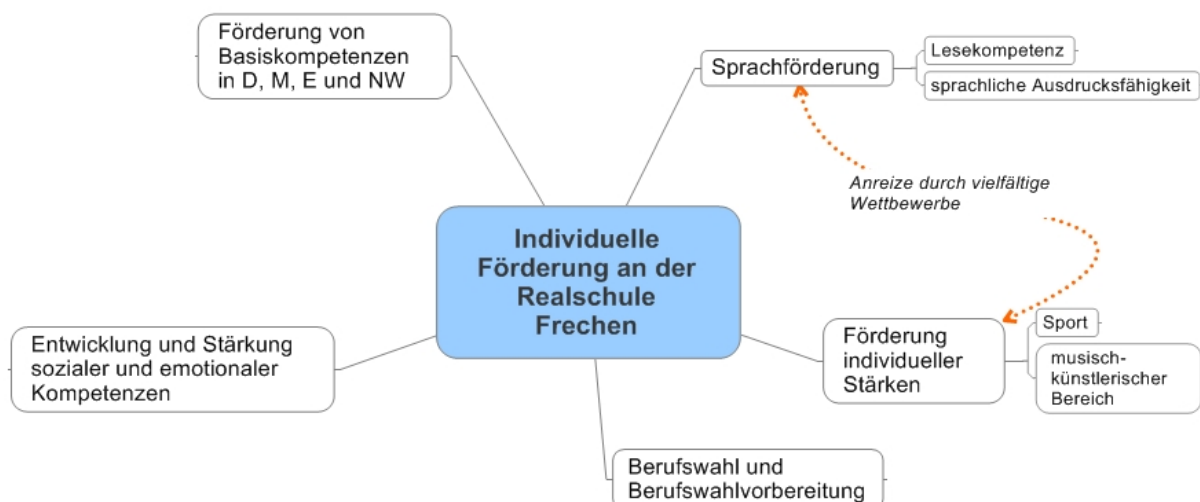 Förderung von
Basiskompetenzen
in D, M, E und NW
Sprachförderung
Lesekompetenz
sprachliche Ausdrucksfähigkeit
Anreize durch vielfältige
Wettbewerbe
Individuelle
Förderung an der
Realschule
Frechen
Entwicklung und Stärkung
sozialer und emotionaler
Kompetenzen
Förderung
individueller
Stärken
Sport
musisch-
künstlerischer
Bereich
Berufswahl und
Berufswahlvorbereitung